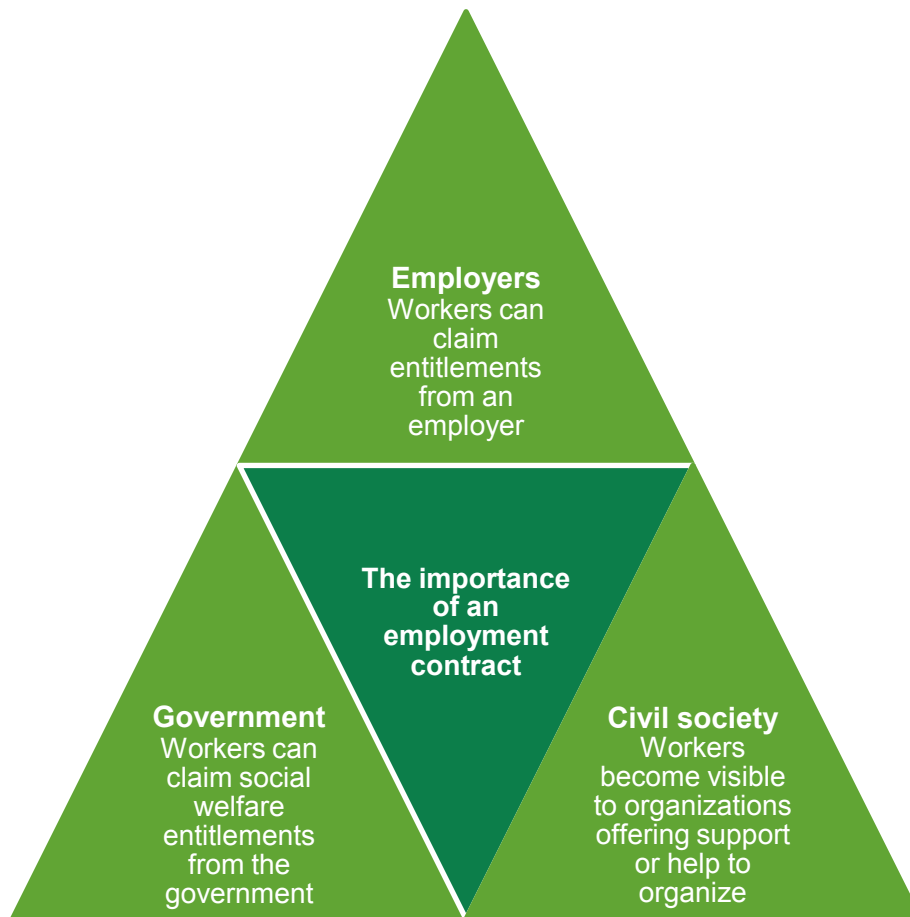 Employers
Workers can
claim
entitlements
from an
employer
The importance
of an
employment
contract
Government
Workers can
claim social
welfare
entitlements
from the
government
Civil society
Workers
become visible
to organizations
offering support
or help to
organize